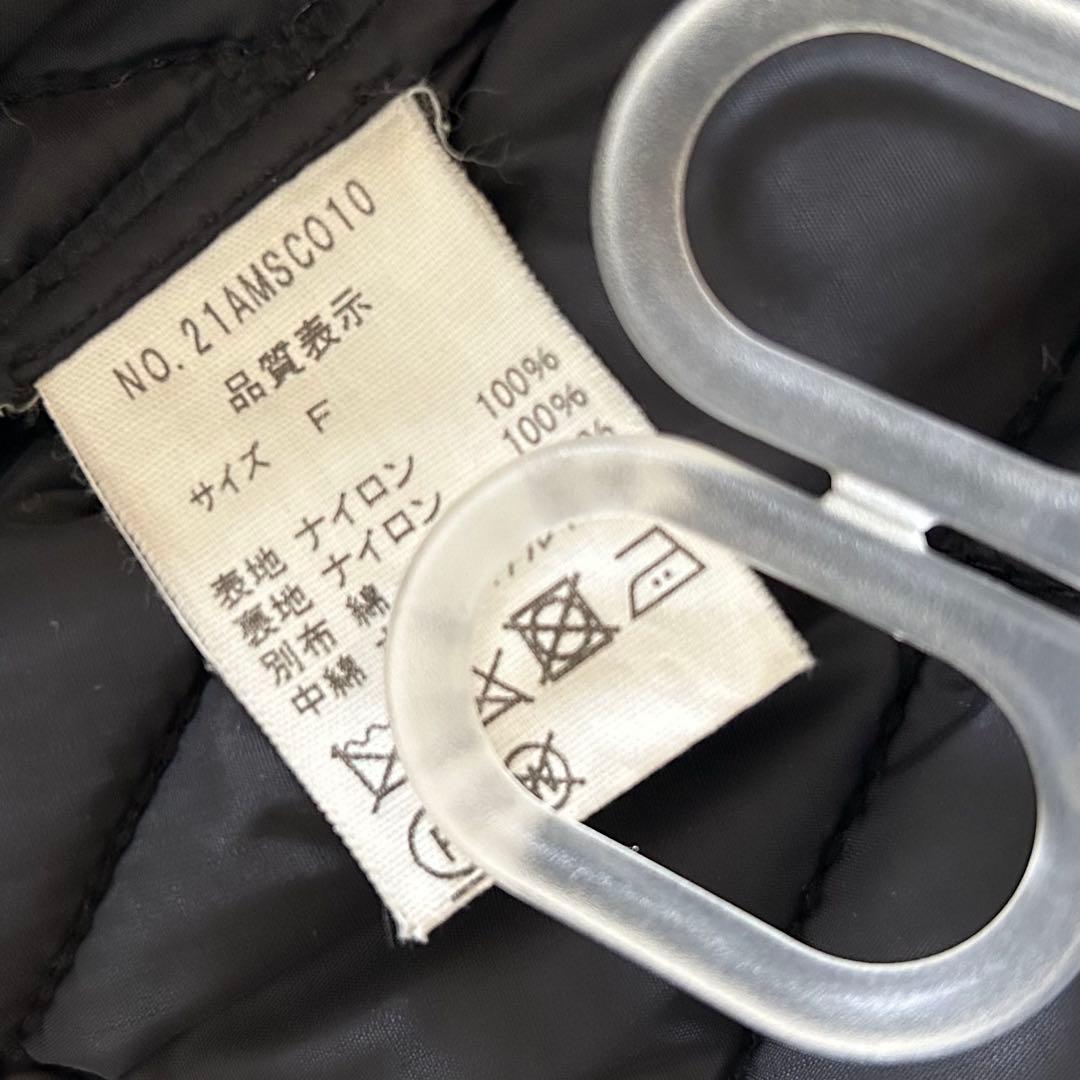 NO.21AMSCO10
品質表示
サイズ F
表地 ナイロン 100%
裏地 ナイロン 100%
別布 綿
中綿